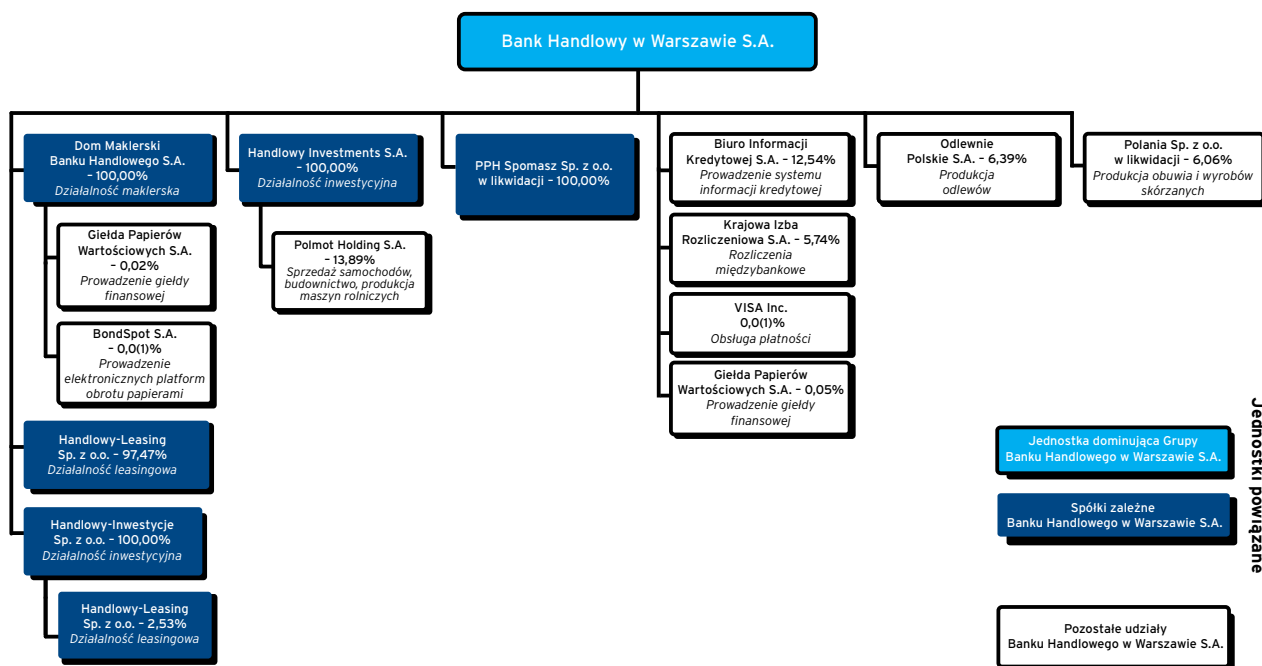 Bank Handlowy w Warszawie S.A.
Dom Maklerski
Banku Handlowego S.A.
– 100,00%
Działalność maklerska
Handlowy Investments S.A.
– 100,00%
Działalność inwestycyjna
PPH Spomasz Sp. z o.o.
w likwidacji – 100,00%
Biuro Informacji
Kredytowej S.A. – 12,54%
Prowadzenie systemu
informacji kredytowej
Odlewnie
Polskie S.A. – 6,39%
Produkcja
odlewów
Polania Sp. z o.o.
w likwidacji – 6,06%
Produkcja obuwia i wyrobów
skórzanych
Giełda Papierów
Wartościowych S.A.
– 0,02%
Prowadzenie giełdy
finansowej
Polmot Holding S.A.
– 13,89%
Sprzedaż samochodów,
budownictwo, produkcja
maszyn rolniczych
Krajowa Izba
Rozliczeniowa S.A. – 5,74%
Rozliczenia
międzybankowe
BondSpot S.A.
– 0,0(1)%
Prowadzenie
elektronicznych platform
obrotu papierami
VISA Inc.
0,0(1)%
Obsługa płatności
Giełda Papierów
Wartościowych S.A. – 0,05%
Prowadzenie giełdy
finansowej
Handlowy-Leasing
Sp. z o.o. – 97,47%
Działalność leasingowa
Handlowy-Inwestycje
Sp. z o.o. – 100,00%
Działalność inwestycyjna
Handlowy-Leasing
Sp. z o.o. – 2,53%
Działalność leasingowa
Jednostka dominująca Grupy
Banku Handlowego w Warszawie S.A.
Spółki zależne
Banku Handlowego w Warszawie S.A.
Jednostki powiązane
Pozostałe udziały
Banku Handlowego w Warszawie S.A.